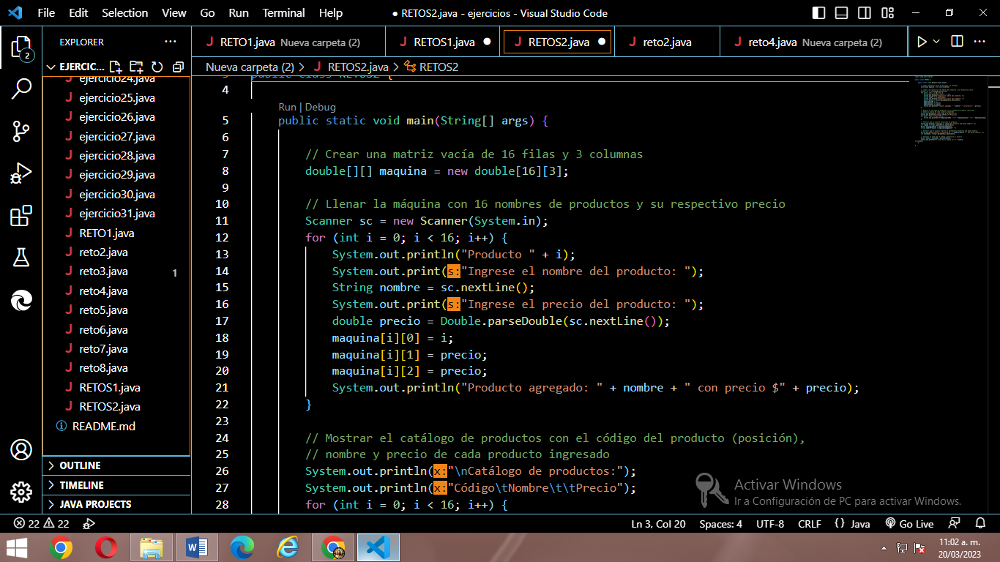 File Edit Selection View Go Run Terminal Help ● RETOS2.java - ejercicios - Visual Studio Code
EXPLORER ···
RETO1.java Nueva carpeta (2) RETOS1.java ● RETOS2.java ● reto2.java reto4.java Nueva carpeta (2) ···
2
EJERCIC...
Nueva carpeta (2) > RETOS2.java > RETOS2
ejercicio24.java
ejercicio25.java
ejercicio26.java
ejercicio27.java
ejercicio28.java
ejercicio29.java
ejercicio30.java
ejercicio31.java
RETO1.java
reto2.java
reto3.java 1
reto4.java
reto5.java
reto6.java
reto7.java
reto8.java
RETOS1.java
RETOS2.java
README.md
OUTLINE
TIMELINE
JAVA PROJECTS
3 public class RETOS2 {
4
Run | Debug
5 public static void main(String[] args) {
6
7 // Crear una matriz vacía de 16 filas y 3 columnas
8 double[][] maquina = new double[16][3];
9
10 // Llenar la máquina con 16 nombres de productos y su respectivo precio
11 Scanner sc = new Scanner(System.in);
12 for (int i = 0; i < 16; i++) {
13 System.out.println("Producto " + i);
14 System.out.print(s:"Ingrese el nombre del producto: ");
15 String nombre = sc.nextLine();
16 System.out.print(s:"Ingrese el precio del producto: ");
17 double precio = Double.parseDouble(sc.nextLine());
18 maquina[i][0] = i;
19 maquina[i][1] = precio;
20 maquina[i][2] = precio;
21 System.out.println("Producto agregado: " + nombre + " con precio $" + precio);
22 }
23
24 // Mostrar el catálogo de productos con el código del producto (posición),
25 // nombre y precio de cada producto ingresado
26 System.out.println(x:"\nCatálogo de productos:");
27 System.out.println(x:"Código\tNombre\t\tPrecio");
28 for (int i = 0; i < 16; i++) {
Activar Windows
Ir a Configuración de PC para activar Windows.
22 22 Ln 3, Col 20 Spaces: 4 UTF-8 CRLF {} Java Go Live
11:02 a. m.
20/03/2023